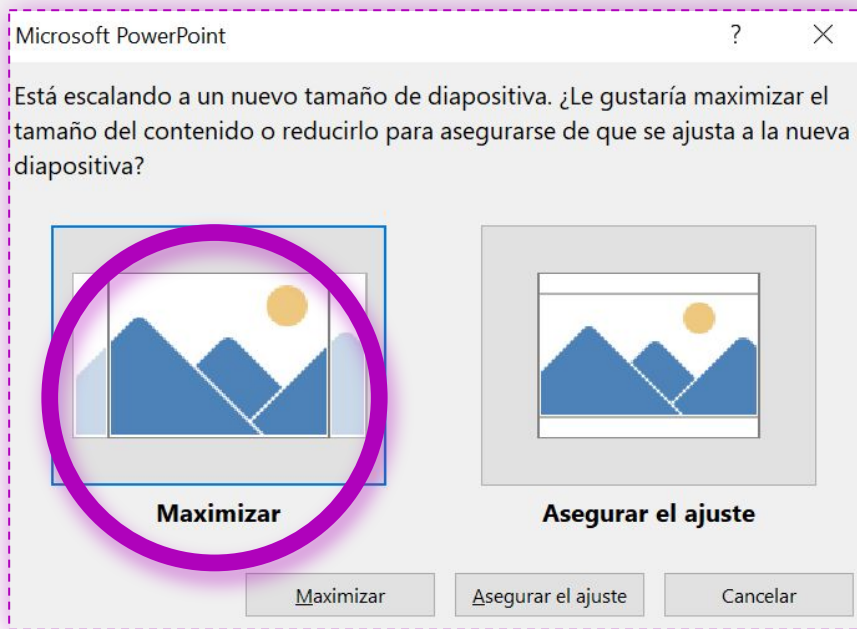 Microsoft PowerPoint ?
Está escalando a un nuevo tamaño de diapositiva. ¿Le gustaría maximizar el
tamaño del contenido o reducirlo para asegurarse de que se ajusta a la nueva
diapositiva?
Maximizar Asegurar el ajuste
Maximizar Asegurar el ajuste Cancelar